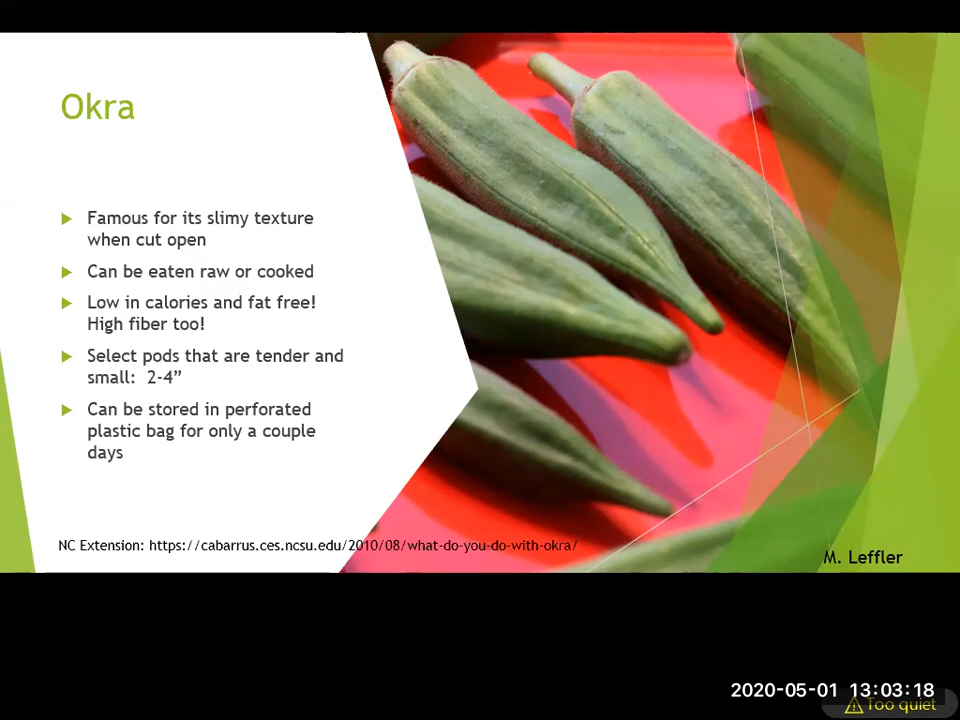 Okra
Famous for its slimy texture
when cut open
Can be eaten raw or cooked
Low in calories and fat free!
High fiber too!
Select pods that are tender and
small:  2-4”
Can be stored in perforated
plastic bag for only a couple
days
NC Extension: https://cabarrus.ces.ncsu.edu/2010/08/what-do-you-do-with-okra/
M. Leffler
2020-05-01 13:03:18
Too quiet